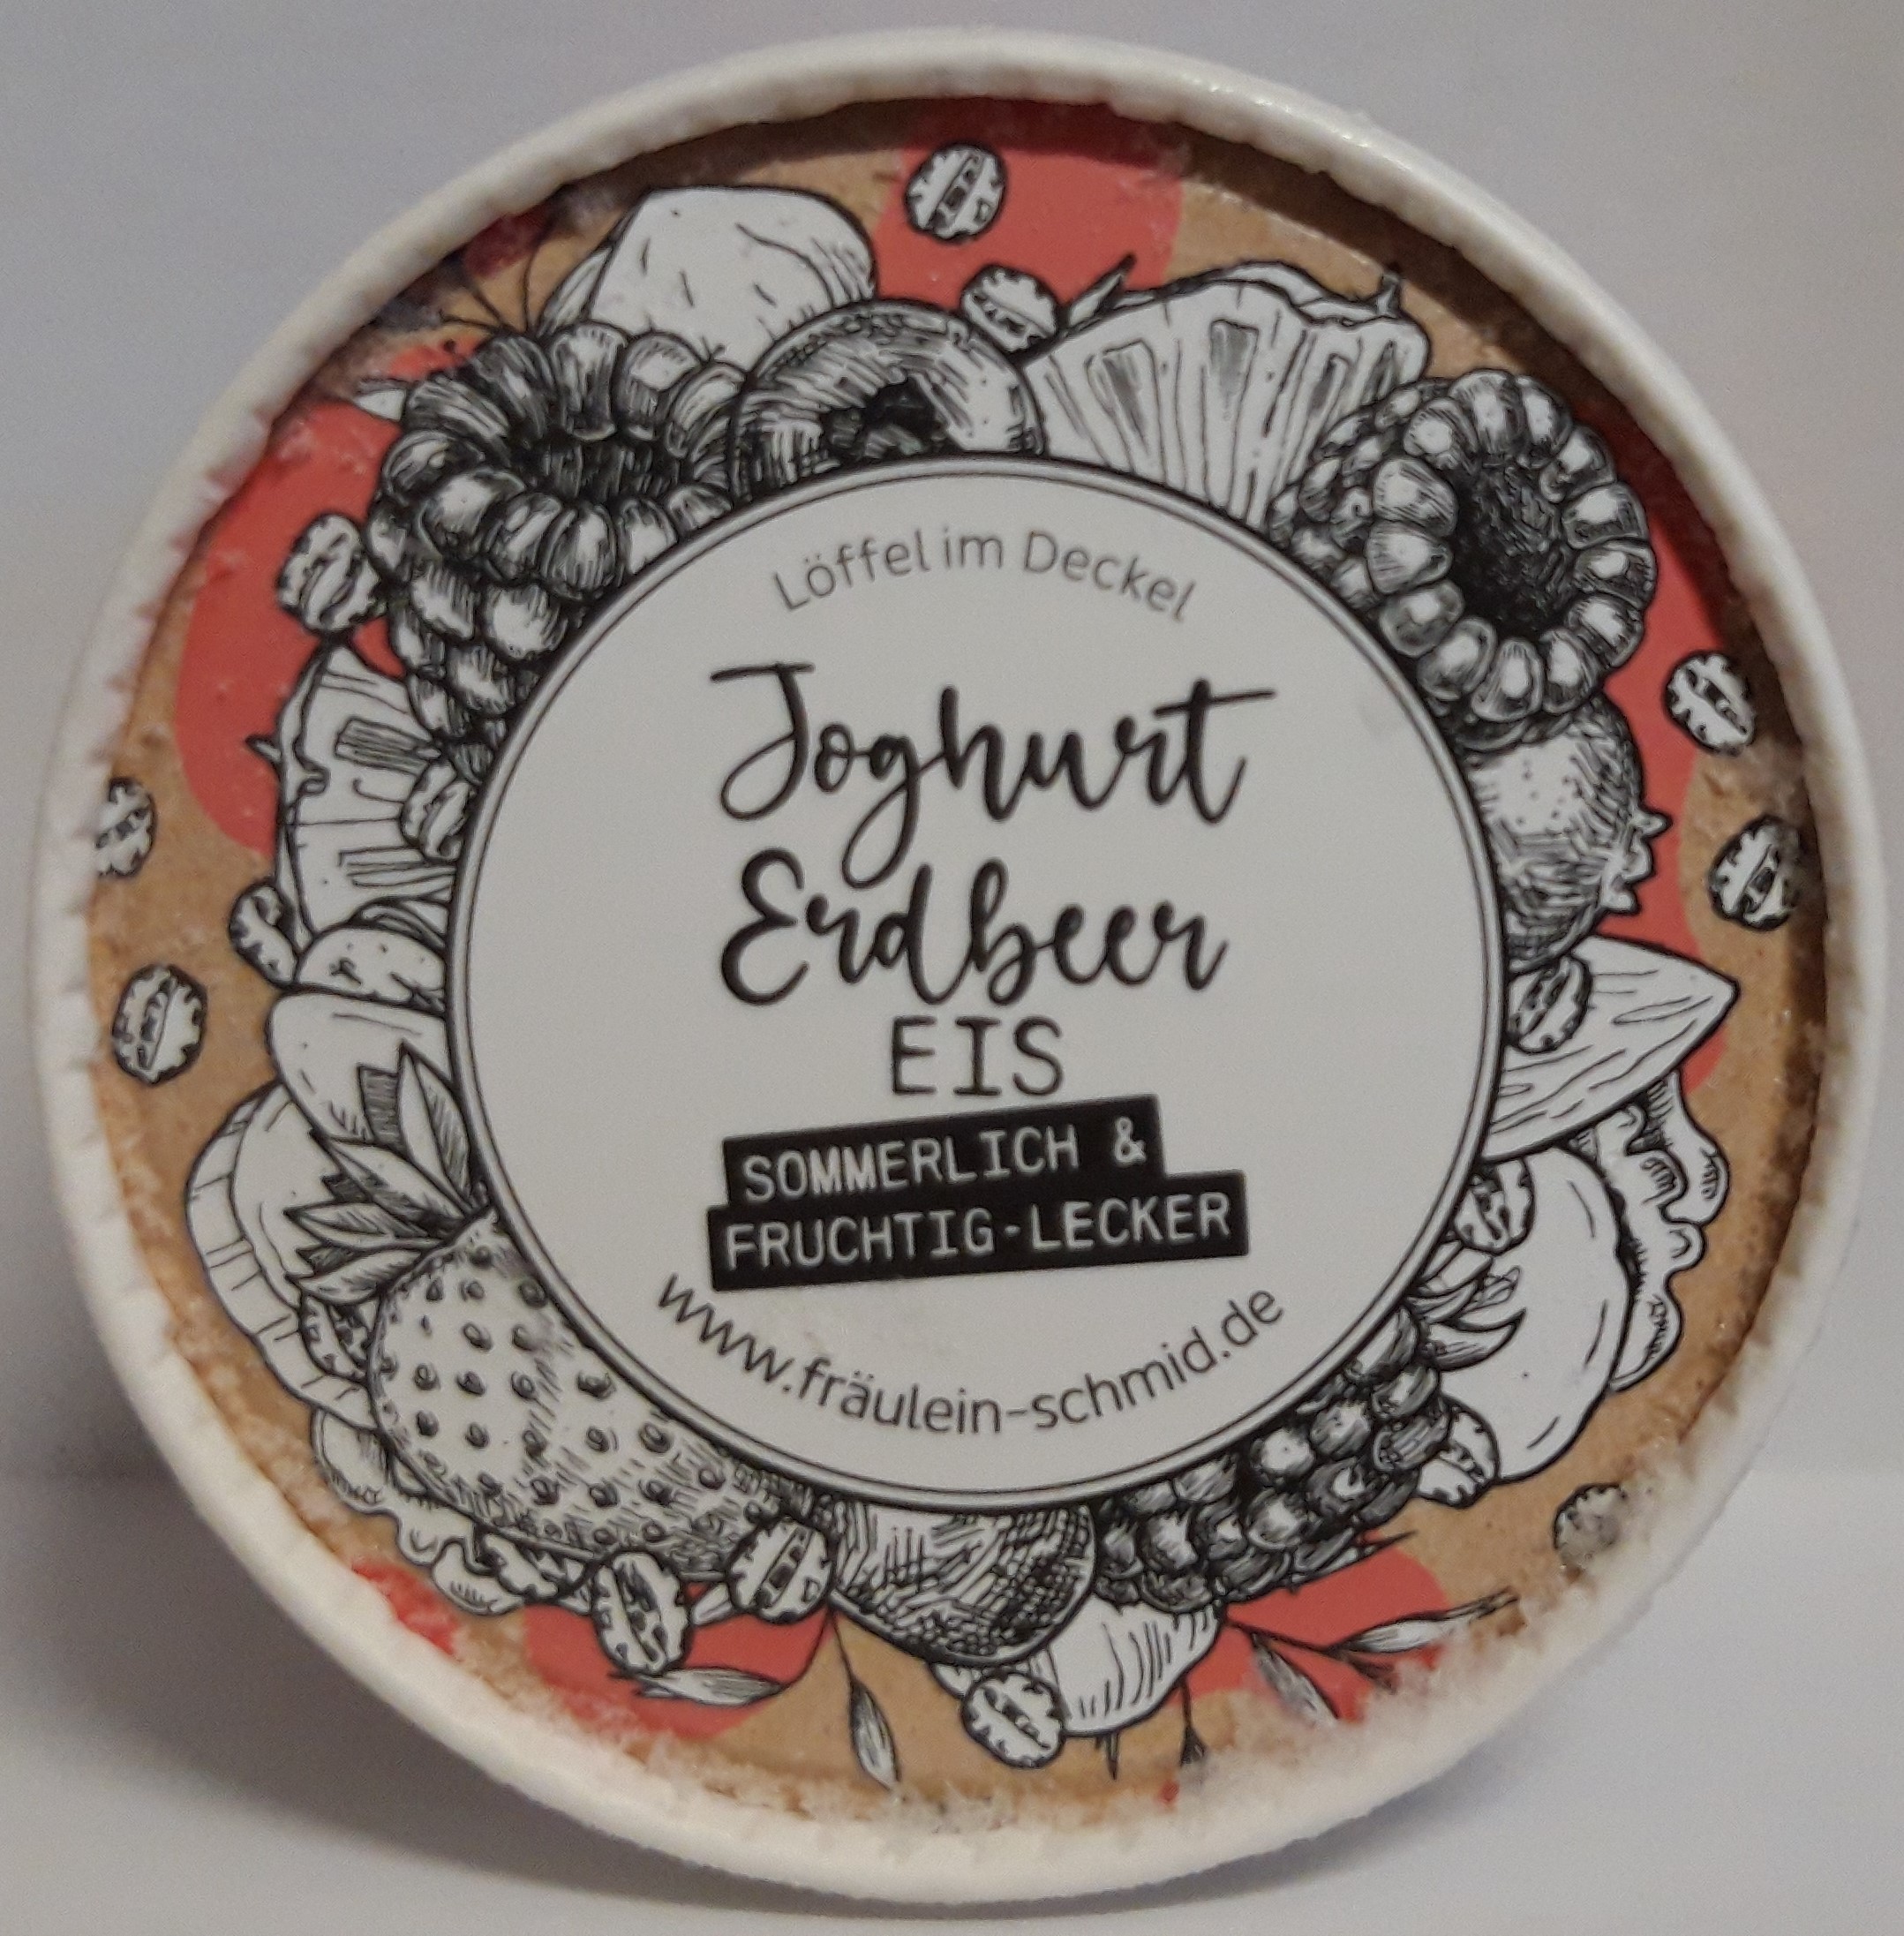 Löffel im Deckel
Joghurt
Erdbeer
EIS
SOMMERLICH &
FRUCHTIG-LECKER
www.fräulein-schmid.de